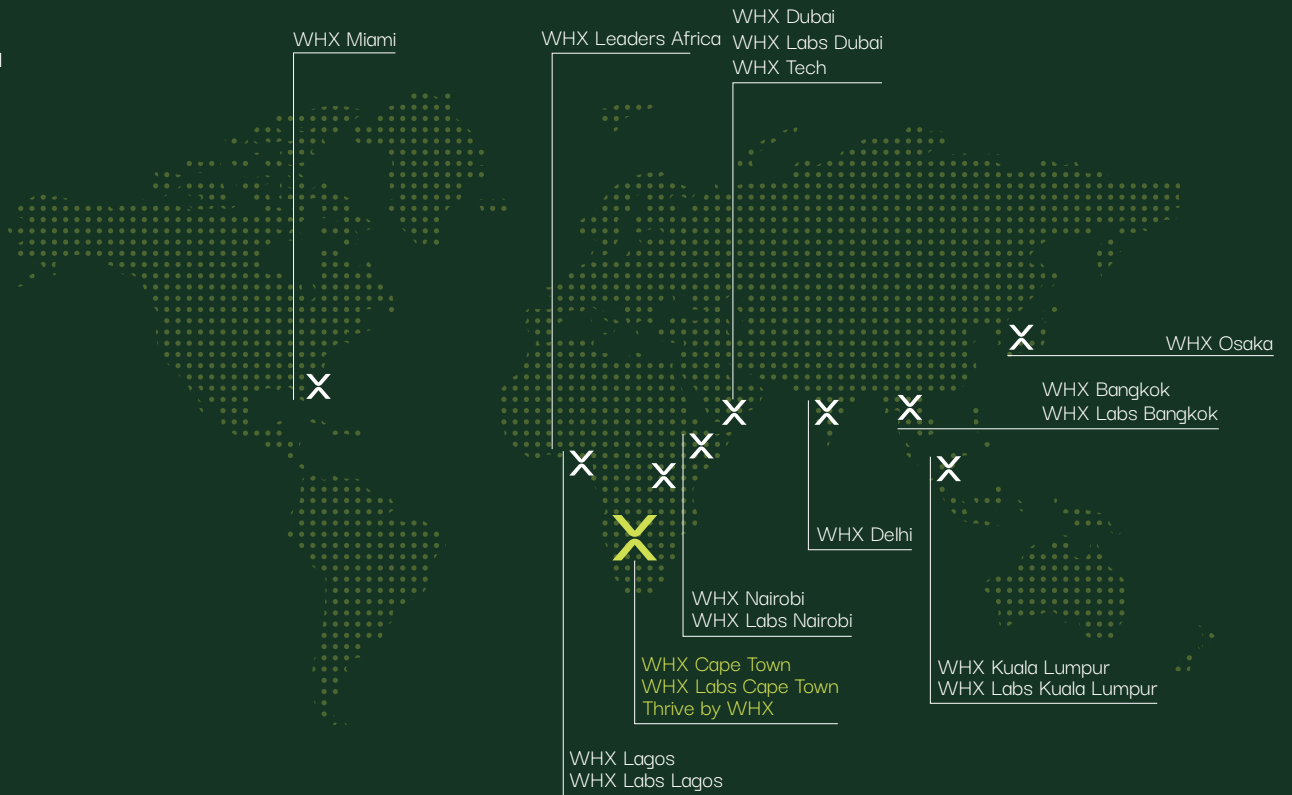 WHX Miami
WHX Leaders Africa
WHX Dubai
WHX Labs Dubai
WHX Tech
WHX Osaka
WHX Bangkok
WHX Labs Bangkok
WHX Delhi
WHX Nairobi
WHX Labs Nairobi
WHX Cape Town
WHX Labs Cape Town
Thrive by WHX
WHX Kuala Lumpur
WHX Labs Kuala Lumpur
WHX Lagos
WHX Labs Lagos